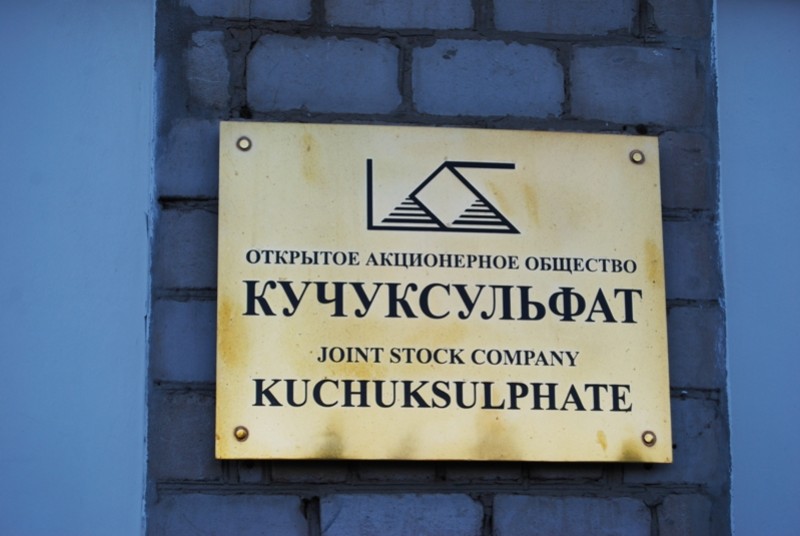 ОТКРЫТОЕ АКЦИОНЕРНОЕ ОБЩЕСТВО
КУЧУКСУЛЬФАТ
JOINT STOCK COMPANY
KUCHUKSULPHATE